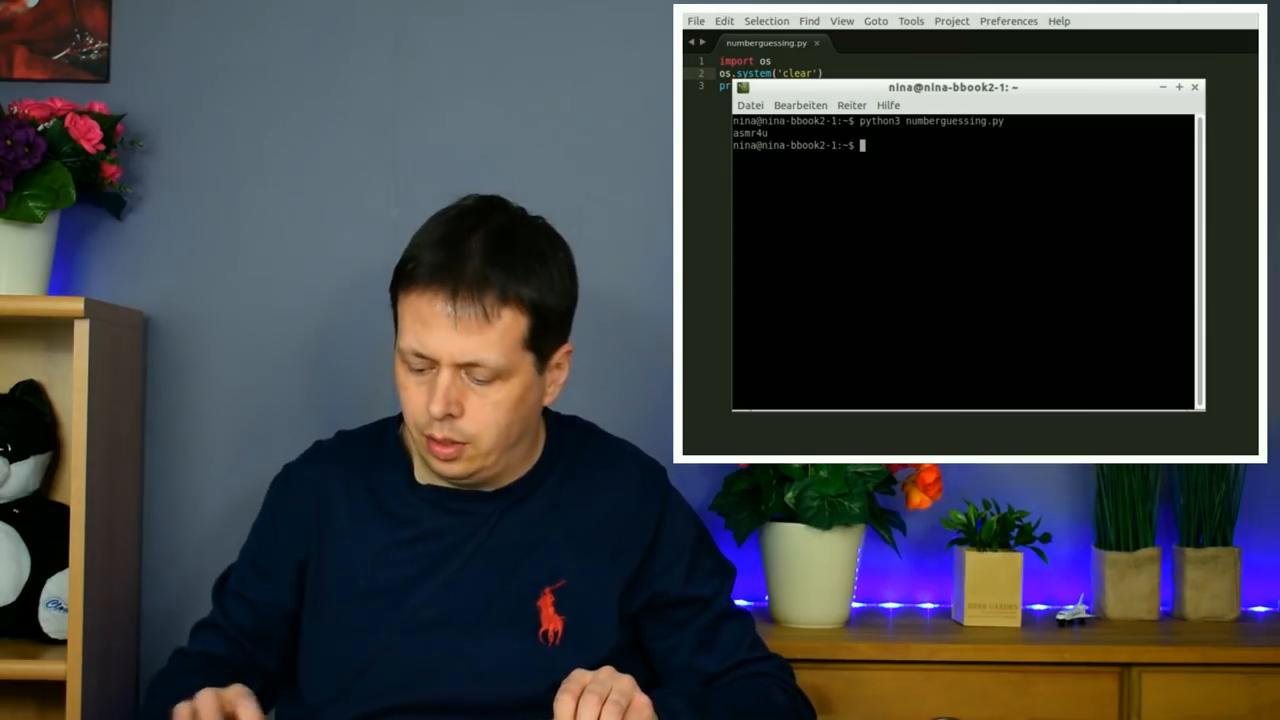 File Edit Selection Find View Goto Tools Project Preferences Help
numberguessing.py ×
1 import os
2 os.system('clear')
3 pr
nina@nina-bbook2-1: ~
Datei Bearbeiten Reiter Hilfe
nina@nina-bbook2-1:~$ python3 numberguessing.py
asmr4u
nina@nina-bbook2-1:~$
HERB GARDEN